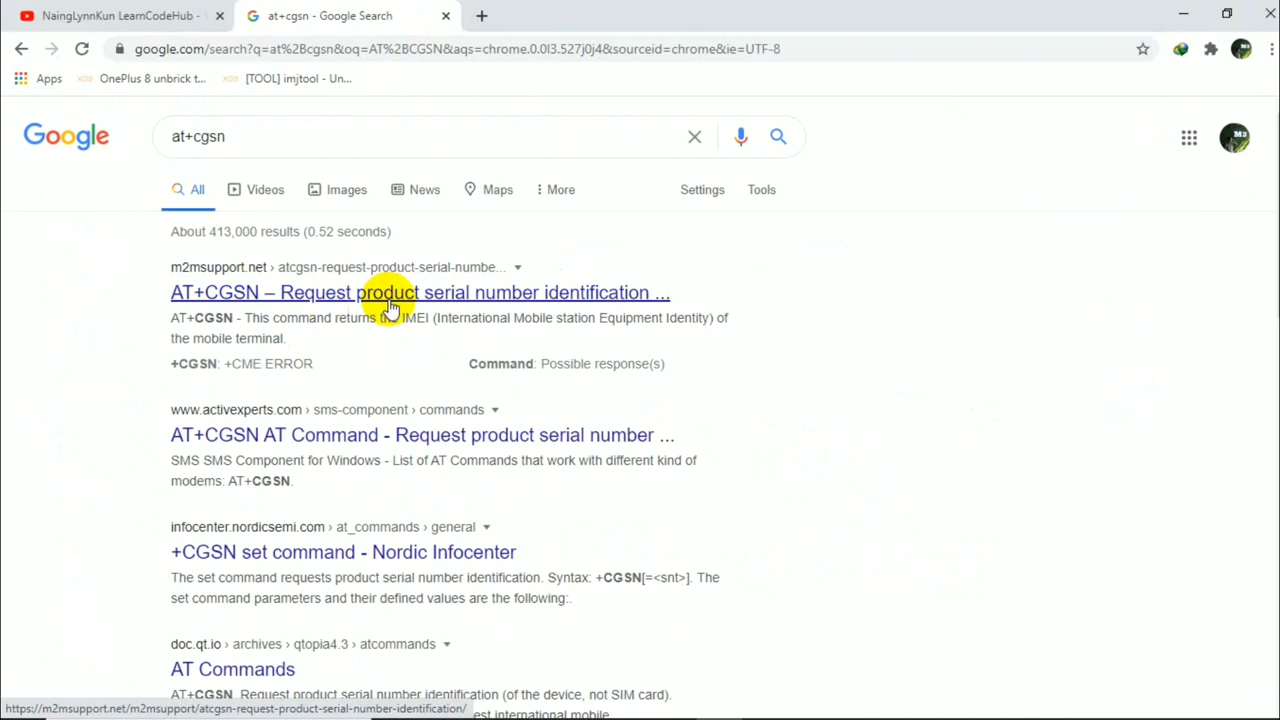 NaingLynnKun LearnCodeHub -
at+cgsn - Google Search
google.com/search?q=at%2Bcgsn&oq=AT%2BCGSN&aqs=chrome.0.0l3.527j0j4&sourceid=chrome&ie=UTF-8
Apps
OnePlus 8 unbrick t...
[TOOL] imjtool - Un...
Google
at+cgsn
M3
All
Videos
Images
News
Maps
More
Settings
Tools
About 413,000 results (0.52 seconds)
m2msupport.net › atcgsn-request-product-serial-numbe...
AT+CGSN – Request product serial number identification ...
AT+CGSN - This command returns the IMEI (International Mobile station Equipment Identity) of
the mobile terminal.
+CGSN: +CME ERROR
Command: Possible response(s)
www.activexperts.com › sms-component › commands
AT+CGSN AT Command - Request product serial number ...
SMS SMS Component for Windows - List of AT Commands that work with different kind of
modems: AT+CGSN.
infocenter.nordicsemi.com › at_commands › general
+CGSN set command - Nordic Infocenter
The set command requests product serial number identification. Syntax: +CGSN[=<snt>]. The
set command parameters and their defined values are the following:.
doc.qt.io › archives › qtopia4.3 › atcommands
AT Commands
AT+CGSN. Request product serial number identification (of the device, not SIM card).
https://m2msupport.net/m2msupport/atcgsn-request-product-serial-number-identification/
est international mobile